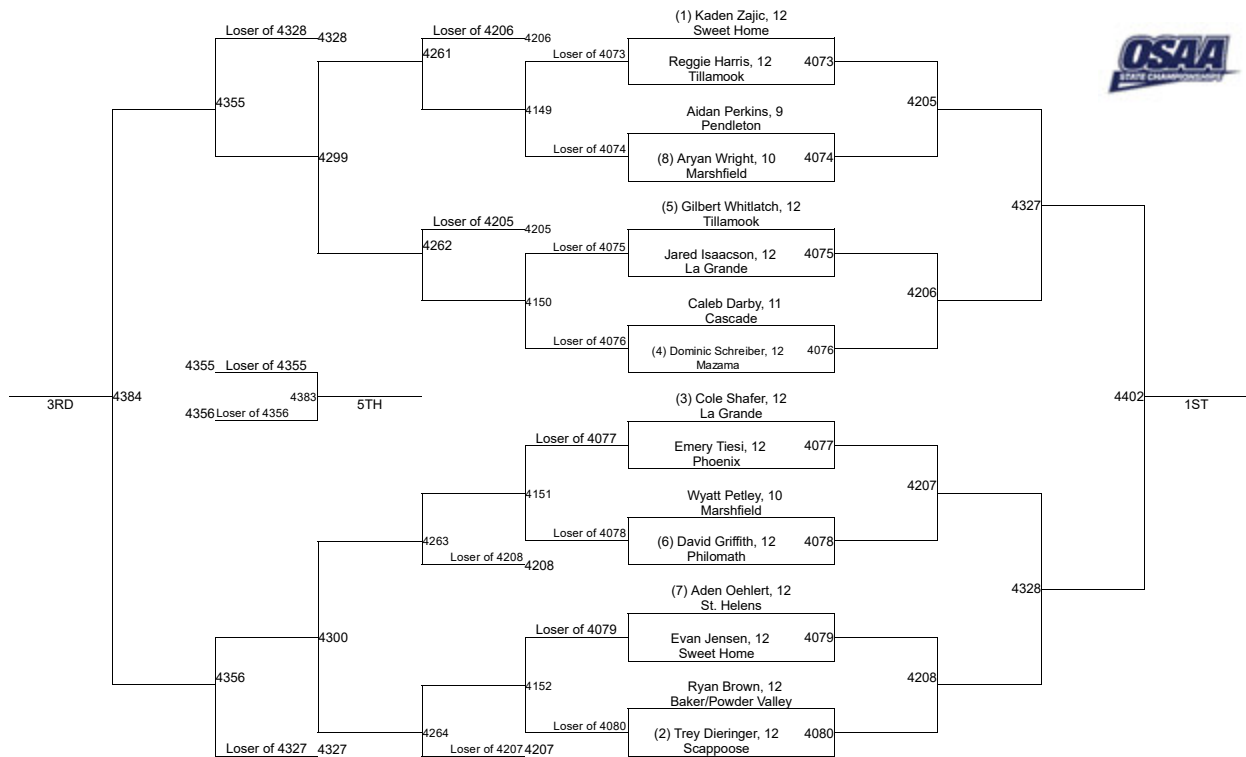 (1) Kaden Zajic, 12
Sweet Home
OSAA
STATE CHAMPIONSHIPS
Loser of 4328 4328
Loser of 4206 4206
4261
Loser of 4073
Reggie Harris, 12 4073
Tillamook
4355
4149
Aidan Perkins, 9
Pendleton
4205
4299
Loser of 4074
(8) Aryan Wright, 10 4074
Marshfield
(5) Gilbert Whitlatch, 12
Tillamook
4327
Loser of 4205 4205
4262
Loser of 4075
Jared Isaacson, 12 4075
La Grande
4150
Caleb Darby, 11
Cascade
4206
Loser of 4076
(4) Dominic Schreiber, 12 4076
Mazama
4355 Loser of 4355
3RD 4384
4383 5TH
4356 Loser of 4356
4402 1ST
(3) Cole Shafer, 12
La Grande
Loser of 4077
Emery Tiesi, 12 4077
Phoenix
4151
Wyatt Petley, 10
Marshfield
4207
4263
Loser of 4078
(6) David Griffith, 12 4078
Philomath
Loser of 4208 4208
(7) Aden Oehlert, 12
St. Helens
4328
4300
Loser of 4079
Evan Jensen, 12 4079
Sweet Home
4356
4152
Ryan Brown, 12
Baker/Powder Valley
4208
4264
Loser of 4080
(2) Trey Dieringer, 12 4080
Scappoose
Loser of 4327 4327
Loser of 4207 4207